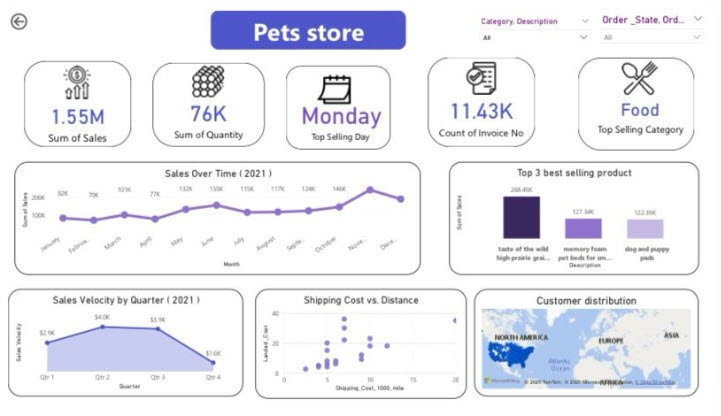 Pets store
Category, Description
All
Order _State, Ord...
All
1.55M
Sum of Sales
76K
Sum of Quantity
Monday
Top Selling Day
11.43K
Count of Invoice No
Food
Top Selling Category
Sales Over Time ( 2021 )
Sum of Sales
200K
100K
82K
70K
101K
77K
132K
155K
115K
117K
124K
146K
January
Februa...
March
April
May
June
July
August
Septe...
October
Nove...
Dece...
Month
Top 3 best selling product
Sum of Sales
268.45K
127.34K
122.39K
taste of the wild
high prairie grai...
memory foam
pet beds for sm...
dog and puppy
pads
Description
Sales Velocity by Quarter ( 2021 )
Sales Velocity
$2.9K
$4.0K
$3.9K
$1.6K
Qtr 1
Qtr 2
Qtr 3
Qtr 4
Quarter
Shipping Cost vs. Distance
Landed_Cost
40
20
0
0
5
10
15
20
Shipping_Cost_1000_mile
Customer distribution
NORTH AMERICA
EUROPE
ASIA
Atlantic
Ocean
AFRICA
© 2025 TomTom, © 2025 Microsoft